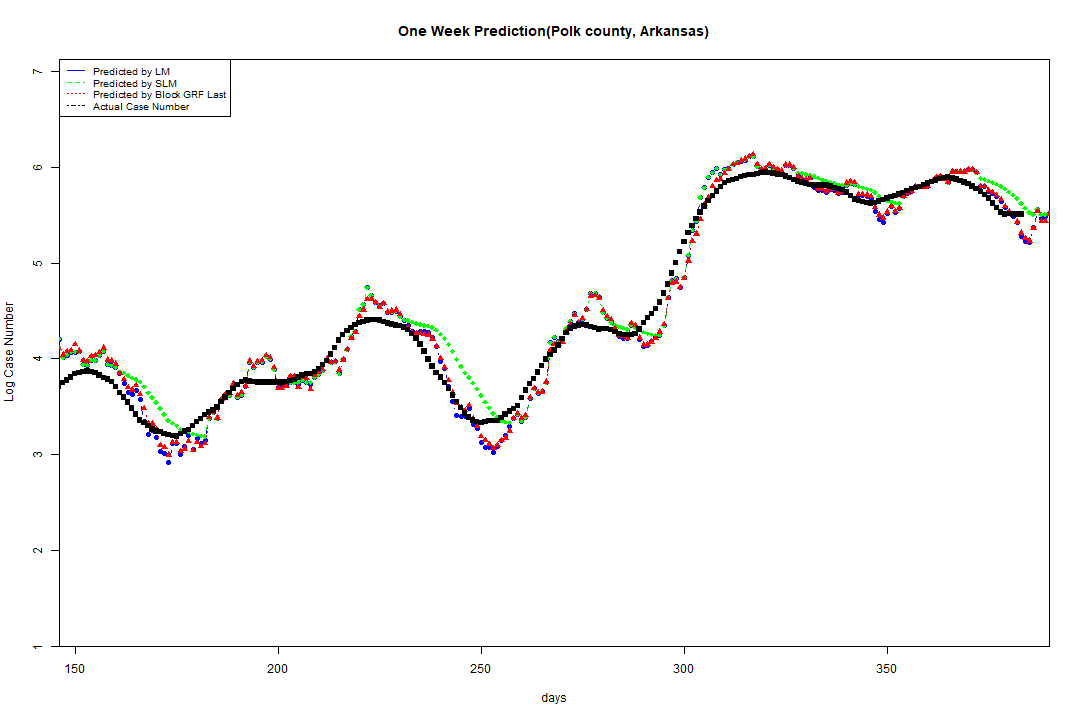 One Week Prediction(Polk county, Arkansas)
Predicted by LM
Predicted by SLM
Predicted by Block GRF Last
Actual Case Number
7
6
5
4
3
2
1
Log Case Number
150 200 250 300 350
days